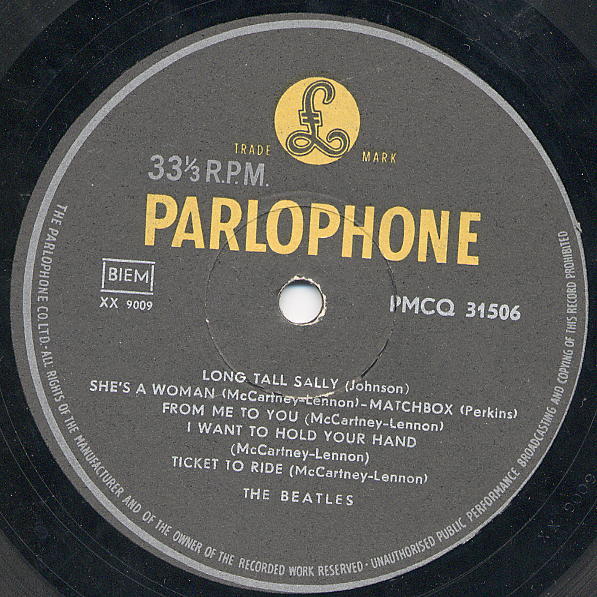 £
TRADE MARK
33⅓ R.P.M.
PARLOPHONE
BIEM
XX 9009
PMCQ 31506
LONG TALL SALLY (Johnson)
SHE'S A WOMAN (McCartney-Lennon)-MATCHBOX (Perkins)
FROM ME TO YOU (McCartney-Lennon)
I WANT TO HOLD YOUR HAND
(McCartney-Lennon)
TICKET TO RIDE (McCartney-Lennon)
THE BEATLES
THE PARLOPHONE CO.LTD·ALL RIGHTS OF THE MANUFACTURER AND OF THE OWNER OF THE RECORDED WORK RESERVED·UNAUTHORISED PUBLIC PERFORMANCE BROADCASTING AND COPYING OF THIS RECORD PROHIBITED